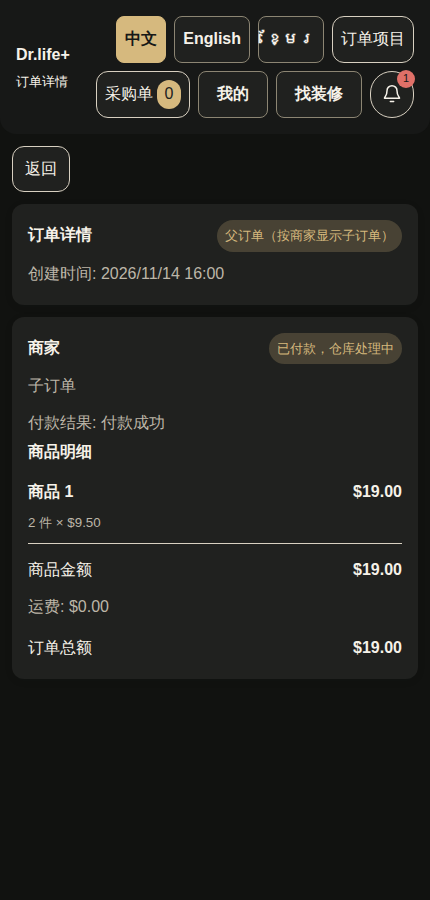 Dr.life+
订单详情
中文
English
ខ្មែរ
订单项目
采购单 0
我的
找装修
1
返回
订单详情
父订单（按商家显示子订单）
创建时间: 2026/11/14 16:00
商家
已付款，仓库处理中
子订单
付款结果: 付款成功
商品明细
商品 1 $19.00
2 件 × $9.50
商品金额 $19.00
运费: $0.00
订单总额 $19.00